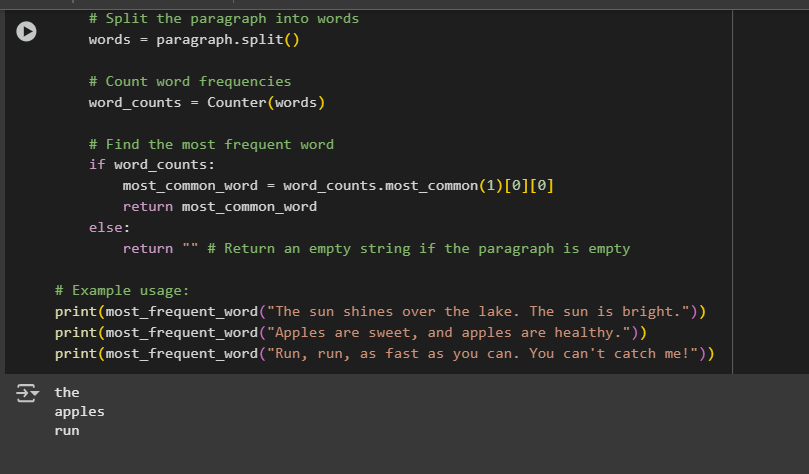 # Split the paragraph into words
words = paragraph.split()
# Count word frequencies
word_counts = Counter(words)
# Find the most frequent word
if word_counts:
most_common_word = word_counts.most_common(1)[0][0]
return most_common_word
else:
return "" # Return an empty string if the paragraph is empty
# Example usage:
print(most_frequent_word("The sun shines over the lake. The sun is bright."))
print(most_frequent_word("Apples are sweet, and apples are healthy."))
print(most_frequent_word("Run, run, as fast as you can. You can't catch me!"))
the
apples
run